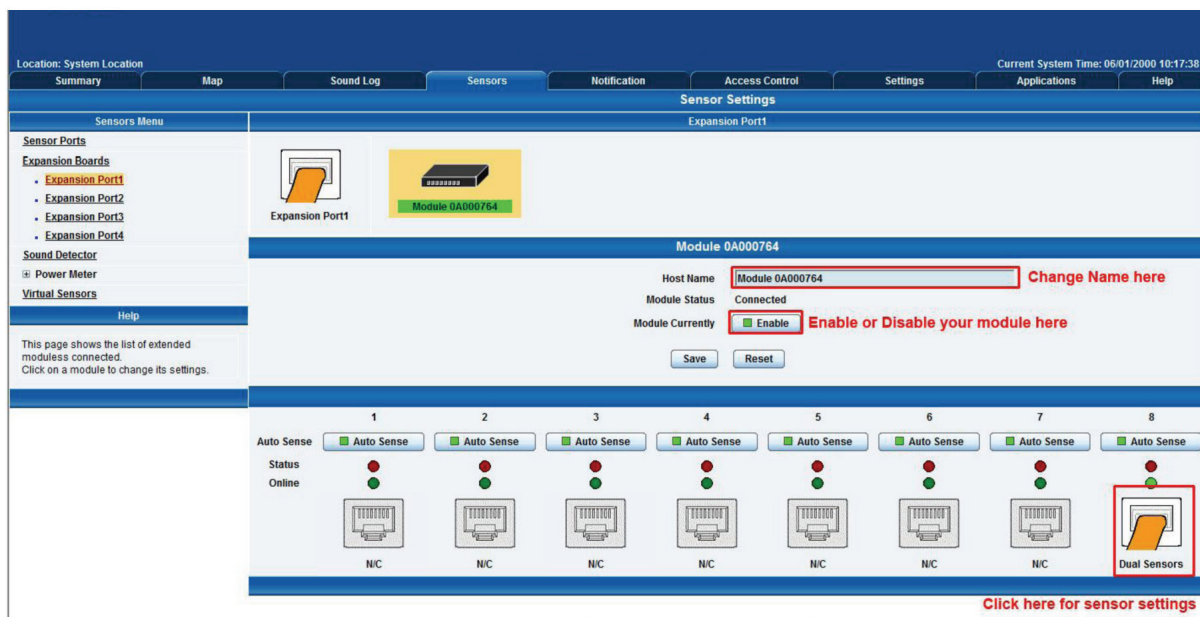 Location: System Location
Current System Time: 06/01/2000 10:17:38
Summary Map Sound Log Sensors Notification Access Control Settings Applications Help
Sensor Settings
Sensors Menu
Expansion Port1
Sensor Ports
Expansion Boards
Expansion Port1
Expansion Port2
Expansion Port3
Expansion Port4
Sound Detector
Power Meter
Virtual Sensors
Help
This page shows the list of extended
moduless connected.
Click on a module to change its settings.
Expansion Port1
Module 0A000764
Module 0A000764
Host Name Module 0A000764 Change Name here
Module Status Connected
Module Currently Enable Enable or Disable your module here
Save Reset
1 2 3 4 5 6 7 8
Auto Sense Auto Sense Auto Sense Auto Sense Auto Sense Auto Sense Auto Sense Auto Sense Auto Sense
Status
Online
N/C N/C N/C N/C N/C N/C N/C Dual Sensors
Click here for sensor settings